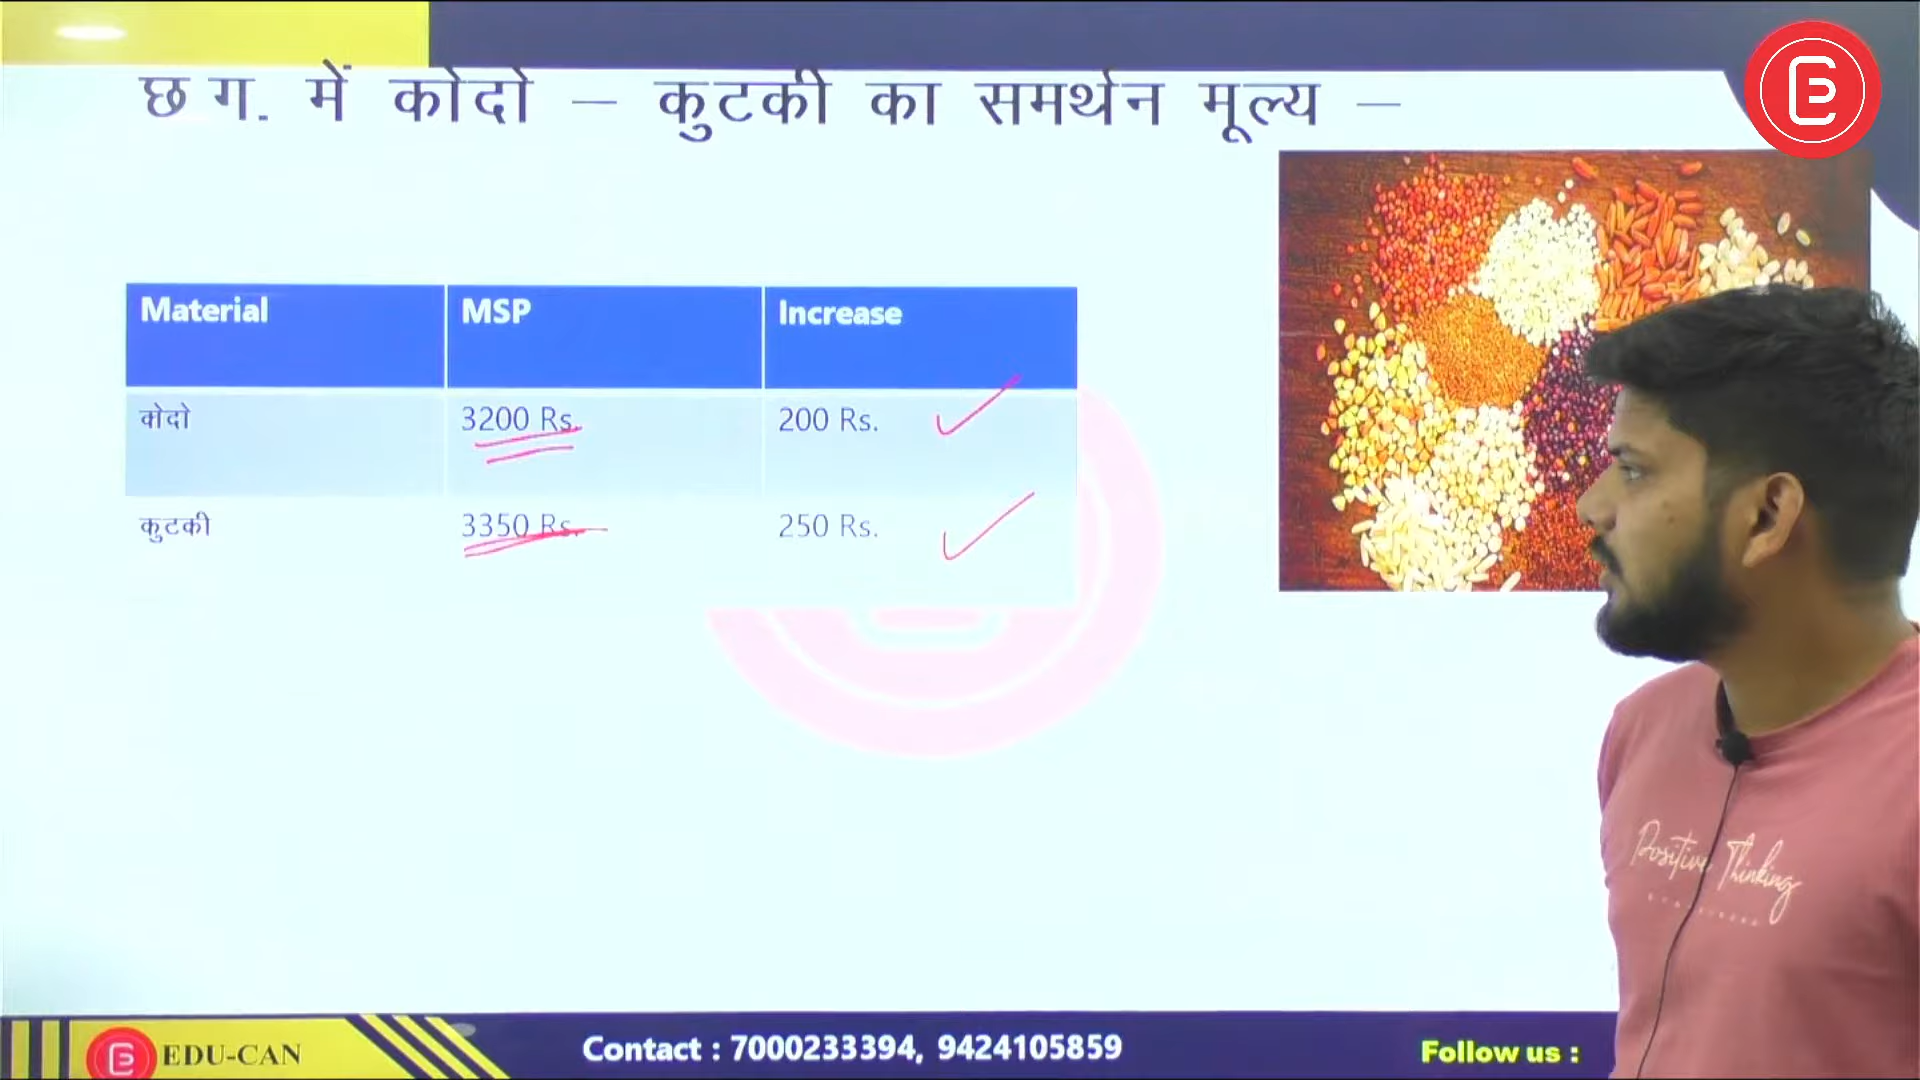 छ ग. में कोदो – कुटकी का समर्थन मूल्य –
Material MSP Increase
कोदो 3200 Rs. 200 Rs.
कुटकी 3350 Rs. 250 Rs.
Positive Thinking
EDU-CAN
Contact : 7000233394, 9424105859
Follow us :